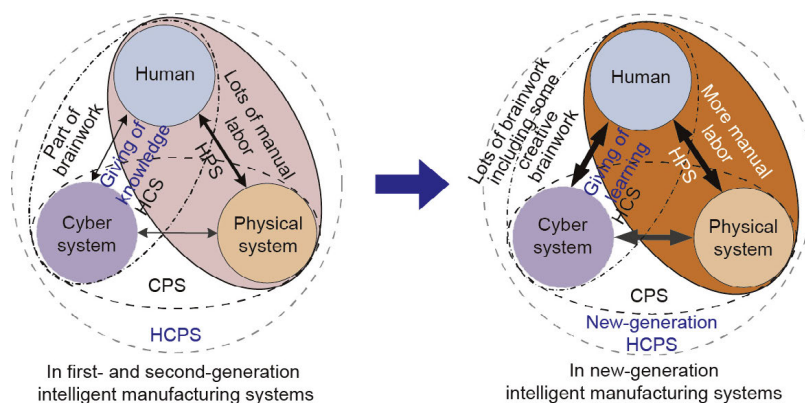 Human
Part of
brainwork
Giving of
knowledge
HCS
Lots of manual
labor
HPS
Cyber
system
Physical
system
CPS
HCPS
In first- and second-generation
intelligent manufacturing systems
Human
Lots of brainwork
including some
creative
brainwork
Giving of
learning
HCS
More manual
labor
HPS
Cyber
system
Physical
system
CPS
New-generation
HCPS
In new-generation
intelligent manufacturing systems